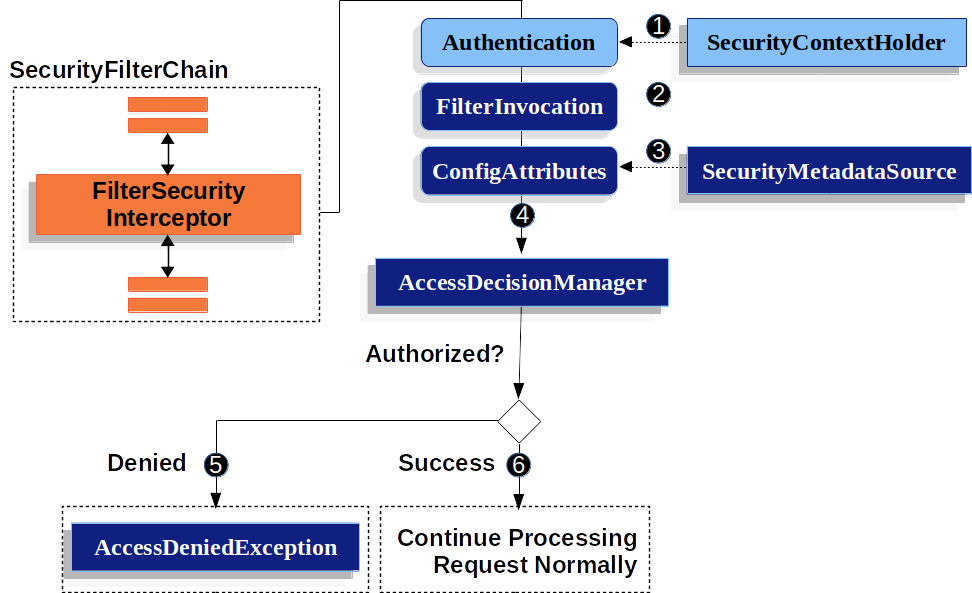 1
Authentication
SecurityContextHolder
SecurityFilterChain
FilterInvocation
2
3
ConfigAttributes
SecurityMetadataSource
FilterSecurity
Interceptor
4
AccessDecisionManager
Authorized?
Denied
5
Success
6
AccessDeniedException
Continue Processing
Request Normally